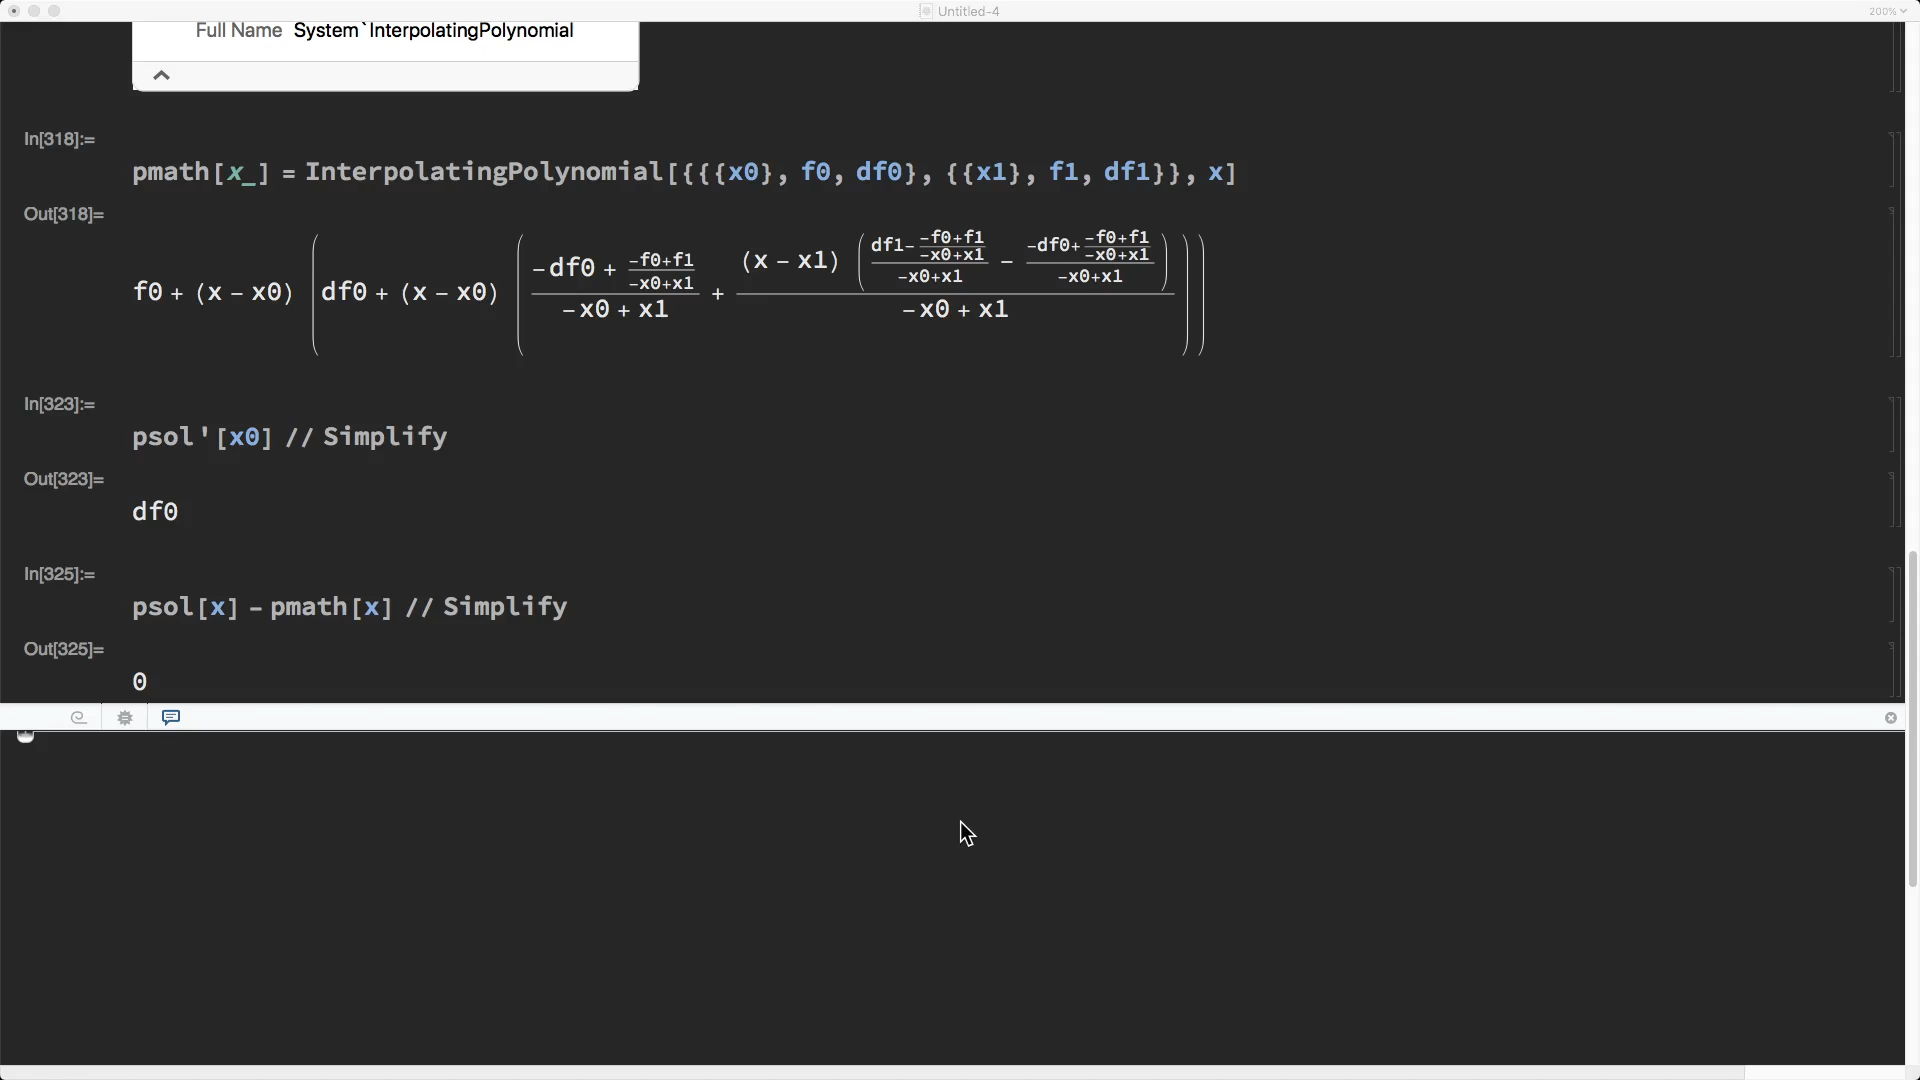 Untitled-4
200%
Full Name System`InterpolatingPolynomial
In[318]:=
pmath[x_] = InterpolatingPolynomial[{{{x0}, f0, df0}, {{x1}, f1, df1}}, x]
Out[318]=
f0 + (x - x0) (df0 + (x - x0) ((-df0 + (-f0+f1)/(-x0+x1))/(-x0 + x1) + ((x - x1) ((df1- (-f0+f1)/(-x0+x1))/(-x0+x1) - (-df0+ (-f0+f1)/(-x0+x1))/(-x0+x1)))/(-x0 + x1)))
In[323]:=
psol'[x0] // Simplify
Out[323]=
df0
In[325]:=
psol[x] - pmath[x] // Simplify
Out[325]=
0